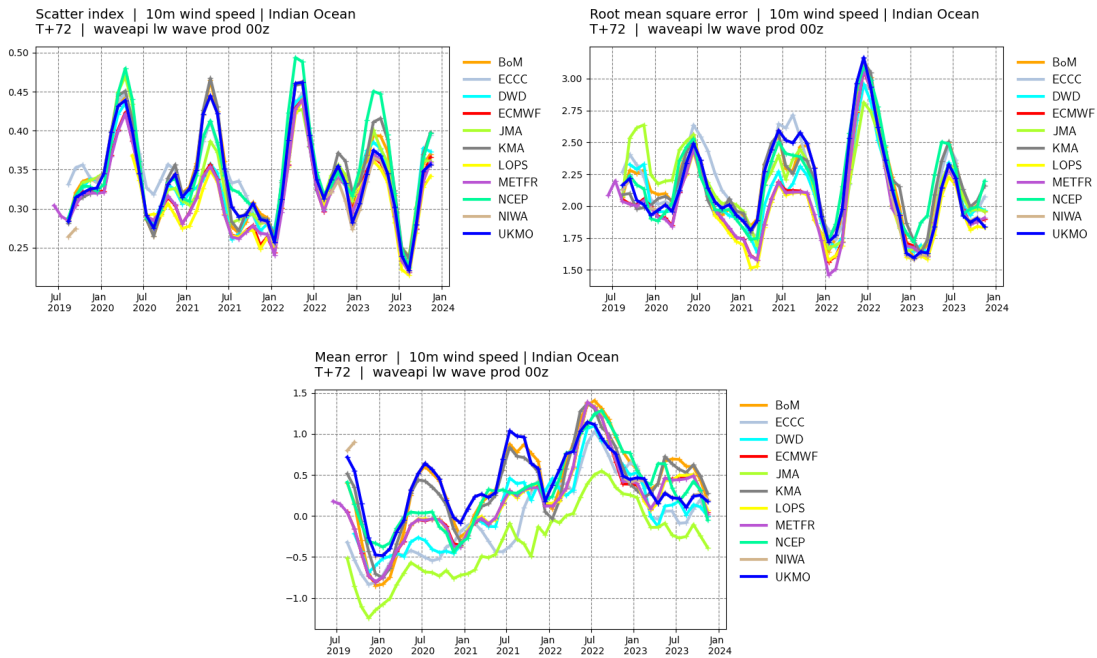 Scatter index | 10m wind speed | Indian Ocean
T+72 | waveapi lw wave prod 00z
0.50
0.45
0.40
0.35
0.30
0.25
Jul 2019
Jan 2020
Jul 2020
Jan 2021
Jul 2021
Jan 2022
Jul 2022
Jan 2023
Jul 2023
Jan 2024
BoM
ECCC
DWD
ECMWF
JMA
KMA
LOPS
METFR
NCEP
NIWA
UKMO
Root mean square error | 10m wind speed | Indian Ocean
T+72 | waveapi lw wave prod 00z
3.00
2.75
2.50
2.25
2.00
1.75
1.50
Jul 2019
Jan 2020
Jul 2020
Jan 2021
Jul 2021
Jan 2022
Jul 2022
Jan 2023
Jul 2023
Jan 2024
BoM
ECCC
DWD
ECMWF
JMA
KMA
LOPS
METFR
NCEP
NIWA
UKMO
Mean error | 10m wind speed | Indian Ocean
T+72 | waveapi lw wave prod 00z
1.5
1.0
0.5
0.0
−0.5
−1.0
Jul 2019
Jan 2020
Jul 2020
Jan 2021
Jul 2021
Jan 2022
Jul 2022
Jan 2023
Jul 2023
Jan 2024
BoM
ECCC
DWD
ECMWF
JMA
KMA
LOPS
METFR
NCEP
NIWA
UKMO